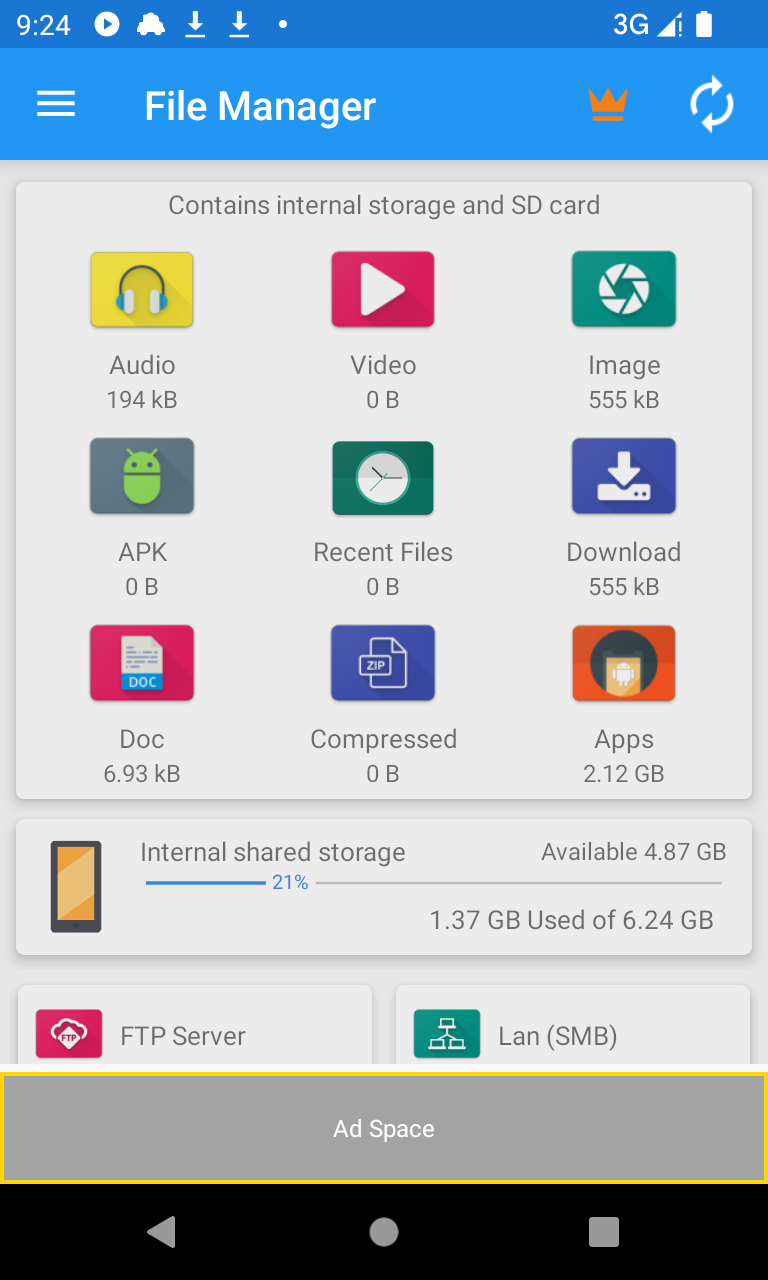 9:24
3G
File Manager
Contains internal storage and SD card
Audio
Video
Image
194 kB
0 B
555 kB
APK
Recent Files
Download
0 B
0 B
555 kB
DOC
ZIP
Doc
Compressed
Apps
6.93 kB
0 B
2.12 GB
Internal shared storage
Available 4.87 GB
21%
1.37 GB Used of 6.24 GB
FTP
FTP Server
Lan (SMB)
Ad Space